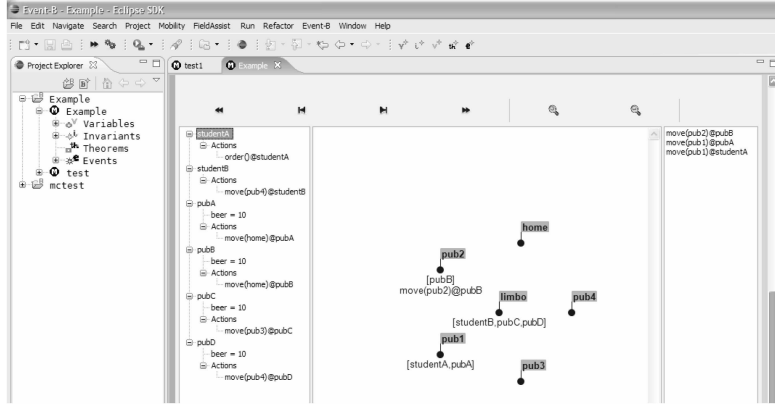 Event-B - Example - Eclipse SDK
File Edit Navigate Search Project Mobility FieldAssist Run Refactor Event-B Window Help
Project Explorer
test1
Example
Example
Example
Variables
Invariants
Theorems
Events
test
mctest
studentA
Actions
order()@studentA
studentB
Actions
move(pub4)@studentB
pubA
beer = 10
Actions
move(home)@pubA
pubB
beer = 10
Actions
move(home)@pubB
pubC
beer = 10
Actions
move(pub3)@pubC
pubD
beer = 10
Actions
move(pub4)@pubD
home
pub2
[pubB]
move(pub2)@pubB
limbo
pub4
[studentB,pubC,pubD]
pub1
[studentA,pubA]
pub3
move(pub2)@pubB
move(pub1)@pubA
move(pub1)@studentA